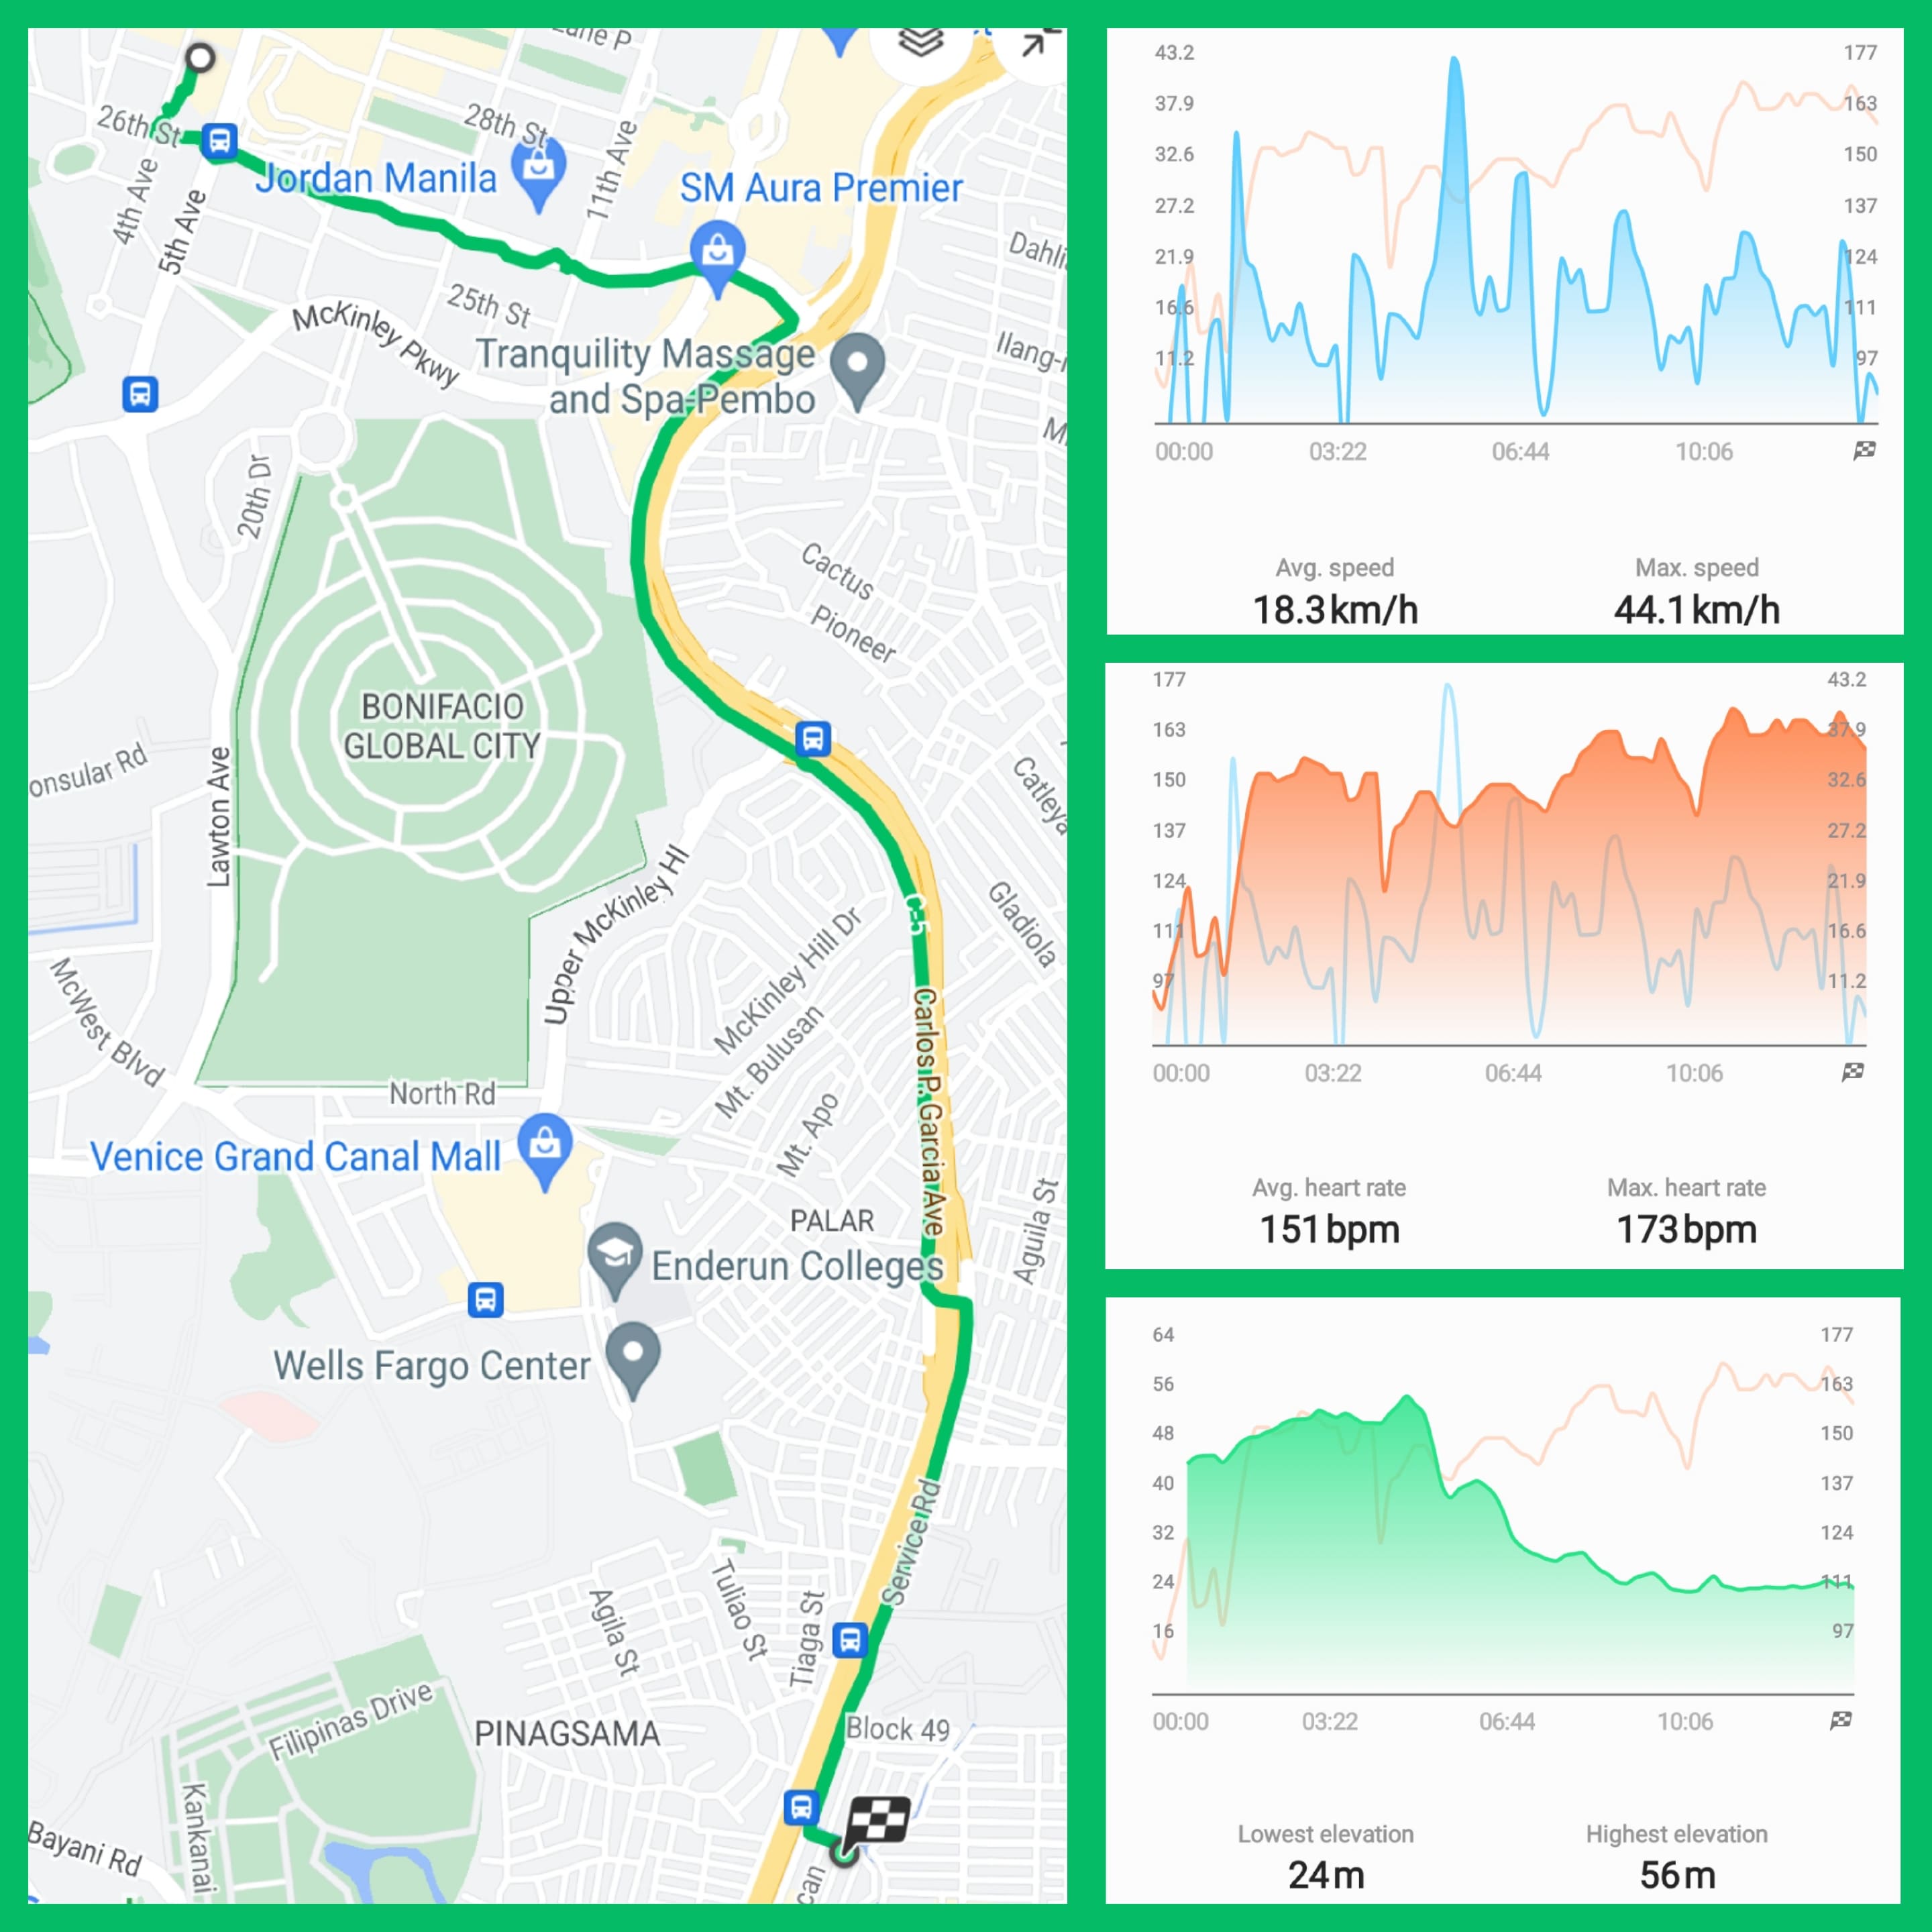 26th St
28th St
Jordan Manila
11th Ave
SM Aura Premier
4th Ave
5th Ave
25th St
McKinley Pkwy
Tranquility Massage
and Spa-Pembo
20th Dr
Cactus
Pioneer
BONIFACIO
GLOBAL CITY
onsular Rd
Lawton Ave
Catleya
Gladiola
C-5
Upper McKinley Hl
McKinley Hill Dr
McWest Blvd
Mt. Bulusan
Carlos P. Garcia Ave
North Rd
Mt. Apo
Venice Grand Canal Mall
PALAR
Aguila St
Enderun Colleges
Wells Fargo Center
Service Rd
Agila St
Tuliao St
Tiaga St
Filipinas Drive
PINAGSAMA
Block 49
Kankanai
Bayani Rd
can
43.2 177
37.9 163
32.6 150
27.2 137
21.9 124
16.6 111
11.2 97
00:00 03:22 06:44 10:06
Avg. speed Max. speed
18.3 km/h 44.1 km/h
177 43.2
163 37.9
150 32.6
137 27.2
124 21.9
111 16.6
97 11.2
00:00 03:22 06:44 10:06
Avg. heart rate Max. heart rate
151 bpm 173 bpm
64 177
56 163
48 150
40 137
32 124
24 111
16 97
00:00 03:22 06:44 10:06
Lowest elevation Highest elevation
24 m 56 m